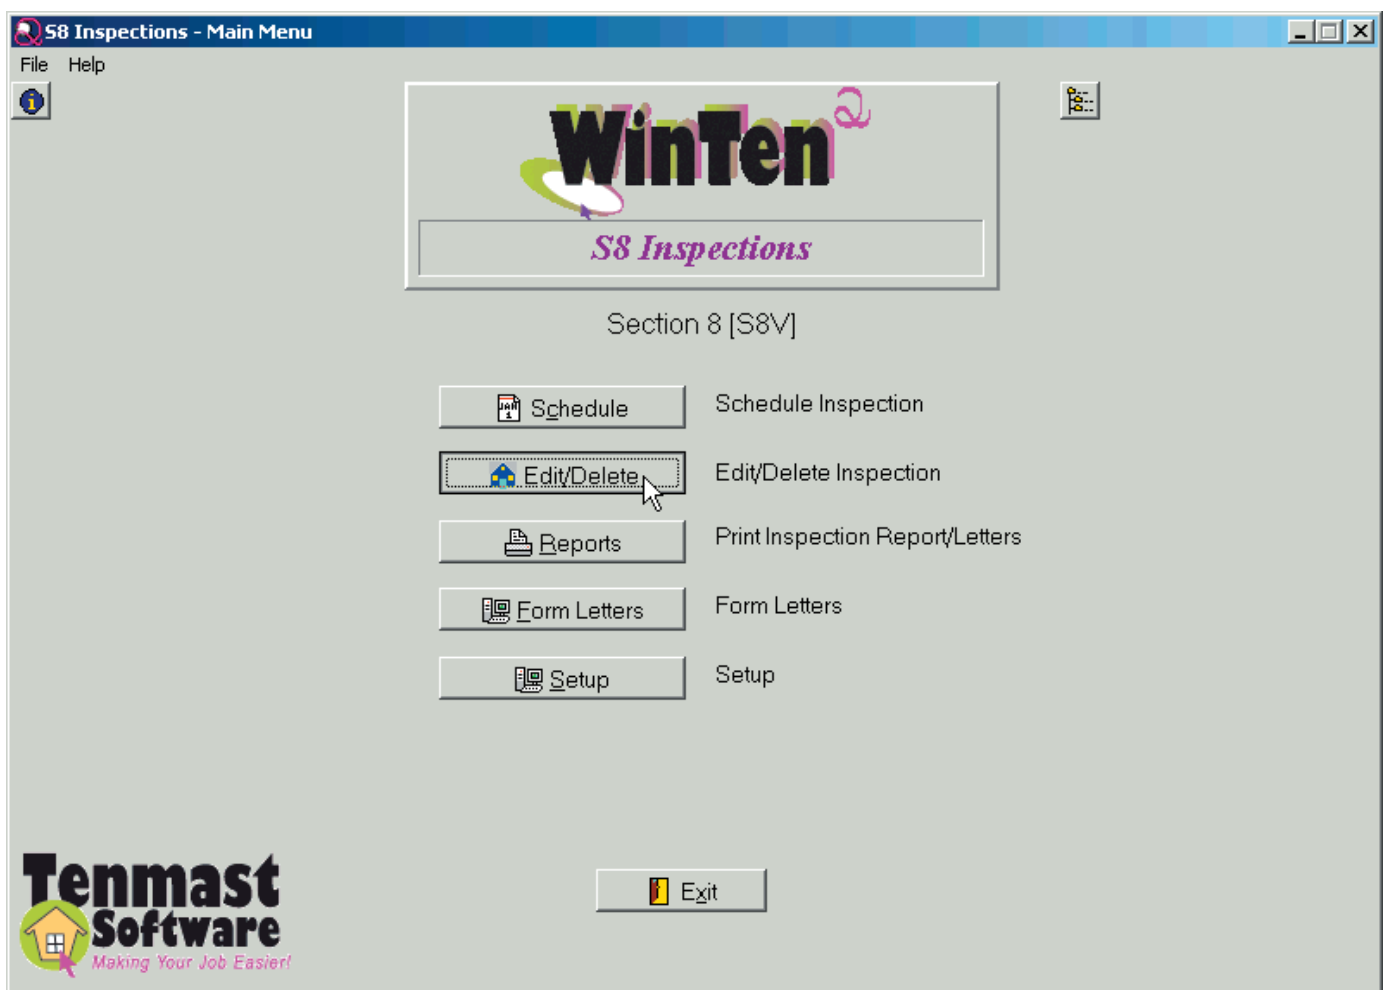 S8 Inspections - Main Menu
File Help
WinTen2
S8 Inspections
Section 8 [S8V]
Schedule Schedule Inspection
Edit/Delete Edit/Delete Inspection
Reports Print Inspection Report/Letters
Form Letters Form Letters
Setup Setup
Exit
Tenmast
Software
Making Your Job Easier!